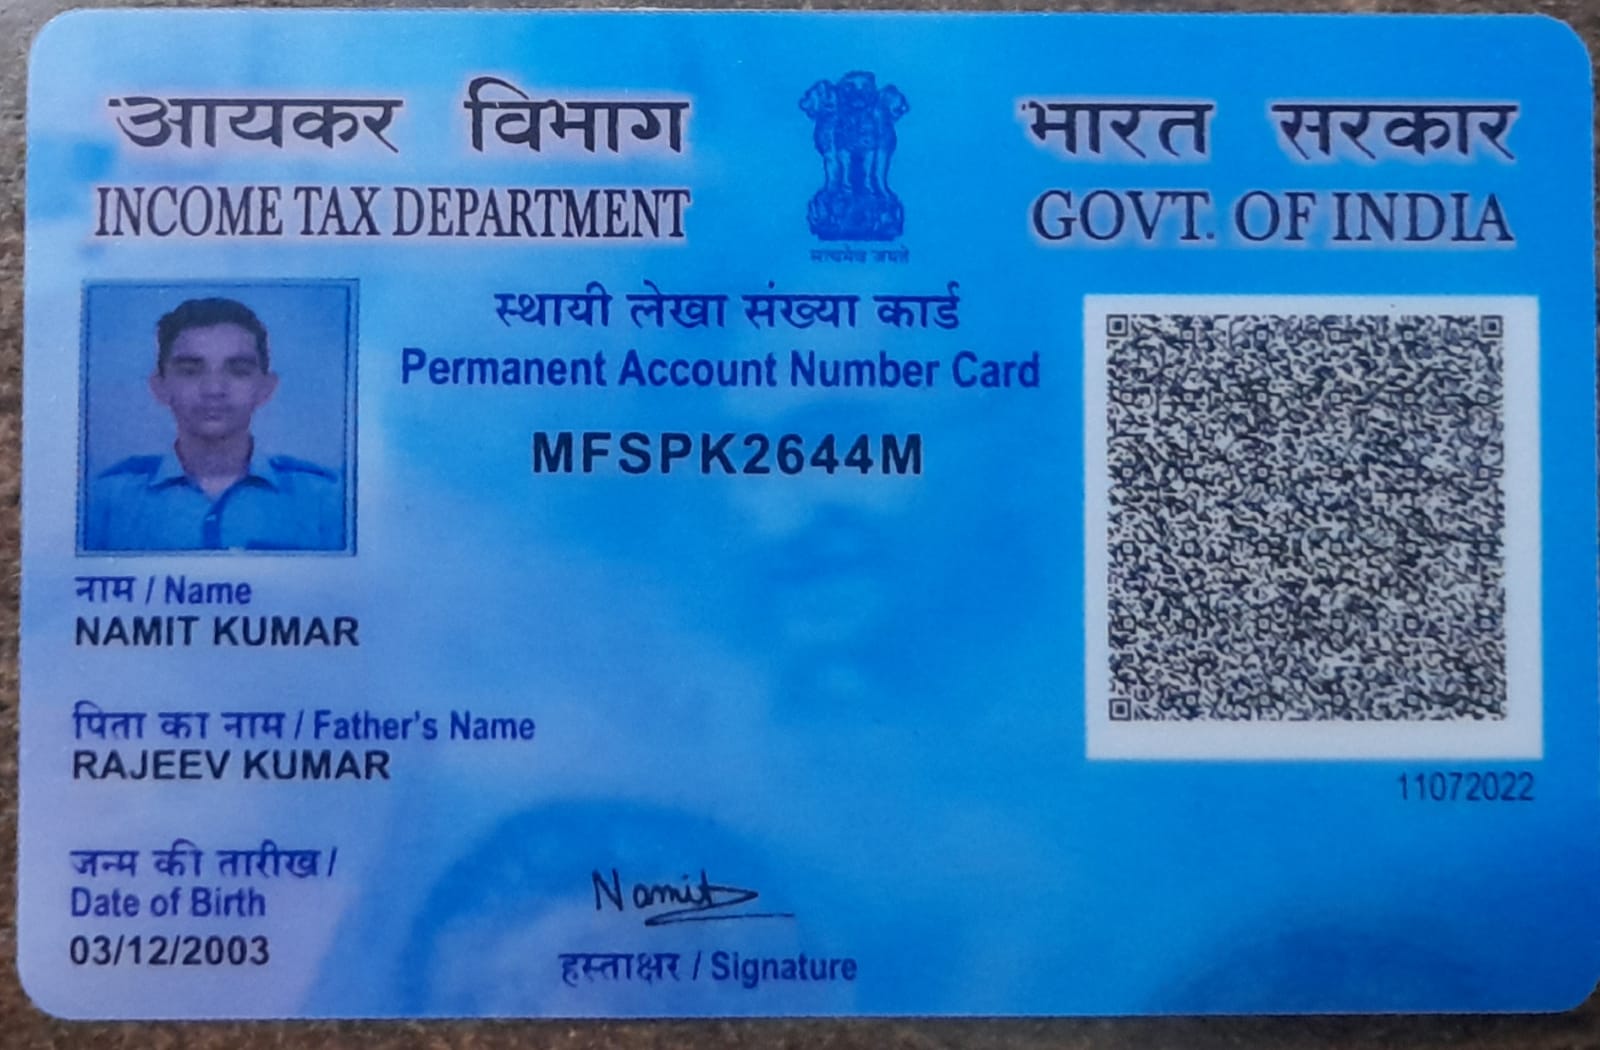 आयकर विभाग
INCOME TAX DEPARTMENT
सत्यमेव जयते
भारत सरकार
GOVT. OF INDIA
स्थायी लेखा संख्या कार्ड
Permanent Account Number Card
MFSPK2644M
नाम / Name
NAMIT KUMAR
पिता का नाम / Father's Name
RAJEEV KUMAR
जन्म की तारीख /
Date of Birth
03/12/2003
Namit
हस्ताक्षर / Signature
11072022